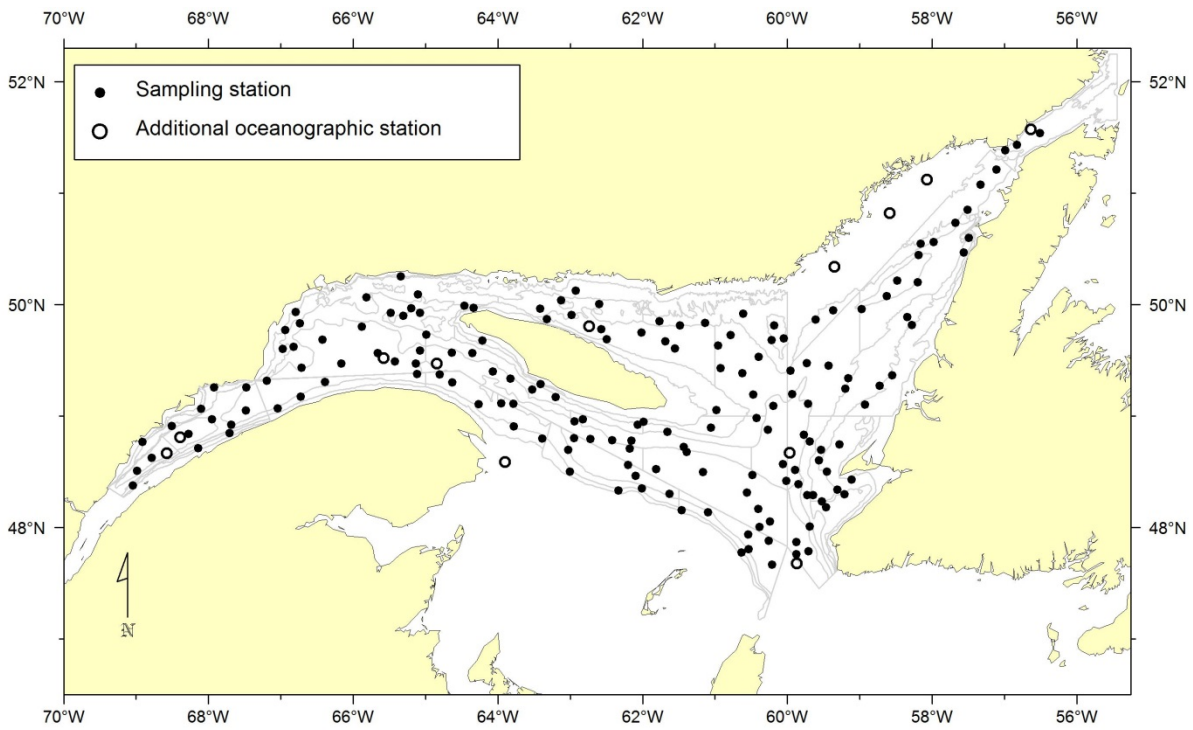 70°W 68°W 66°W 64°W 62°W 60°W 58°W 56°W
52°N 52°N
Sampling station
Additional oceanographic station
50°N 50°N
48°N 48°N
N
70°W 68°W 66°W 64°W 62°W 60°W 58°W 56°W